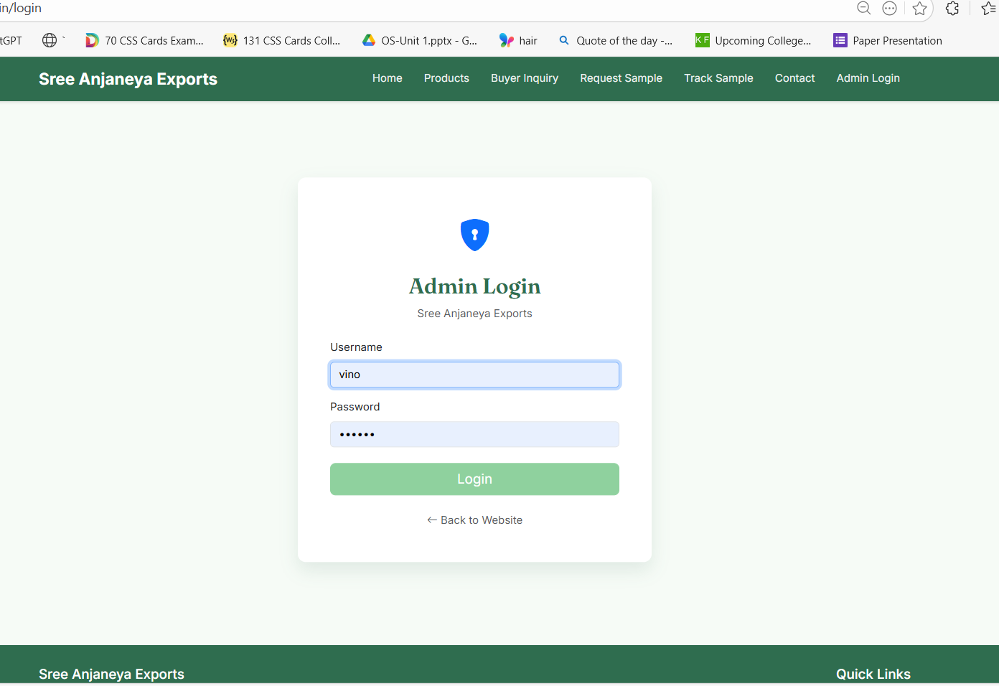 in/login
tGPT ` 70 CSS Cards Exam... {W3} 131 CSS Cards Coll... OS-Unit 1.pptx - G... hair Quote of the day -... KF Upcoming College... Paper Presentation
Sree Anjaneya Exports Home Products Buyer Inquiry Request Sample Track Sample Contact Admin Login
Admin Login
Sree Anjaneya Exports
Username
vino
Password
••••••
Login
← Back to Website
Sree Anjaneya Exports Quick Links